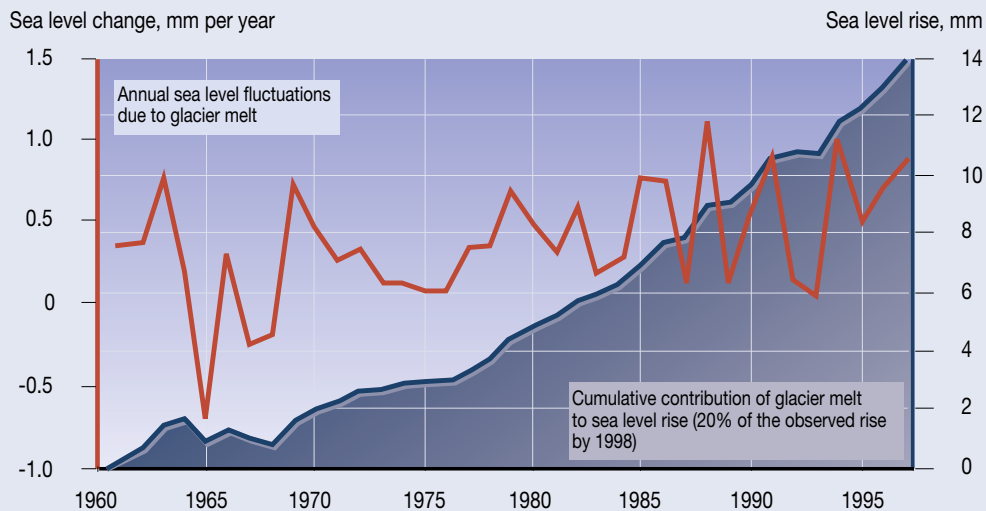 Sea level change, mm per year
Sea level rise, mm
1.5
1.0
0.5
0
-0.5
-1.0
14
12
10
8
6
4
2
0
Annual sea level fluctuations
due to glacier melt
Cumulative contribution of glacier melt
to sea level rise (20% of the observed rise
by 1998)
1960 1965 1970 1975 1980 1985 1990 1995